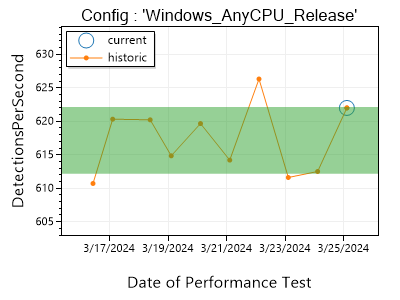 Config : 'Windows_AnyCPU_Release'
current
historic
DetectionsPerSecond
630
625
620
615
610
605
3/17/2024
3/19/2024
3/21/2024
3/23/2024
3/25/2024
Date of Performance Test